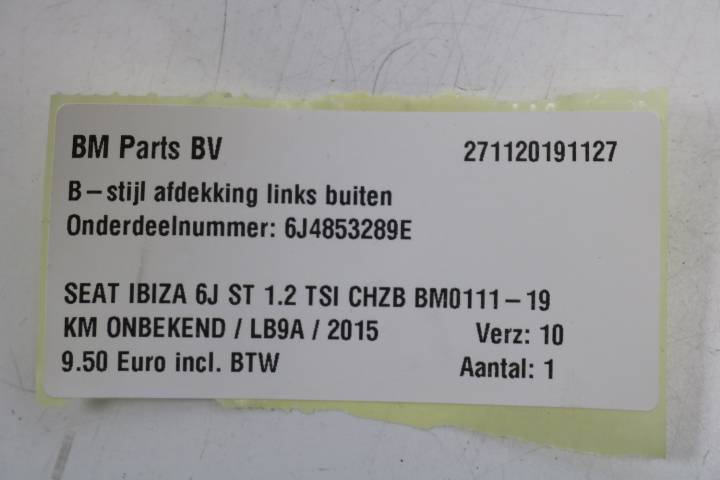 BM Parts BV 271120191127
B-stijl afdekking links buiten
Onderdeelnummer: 6J4853289E
SEAT IBIZA 6J ST 1.2 TSI CHZB BM0111-19
KM ONBEKEND / LB9A / 2015 Verz: 10
9.50 Euro incl. BTW Aantal: 1